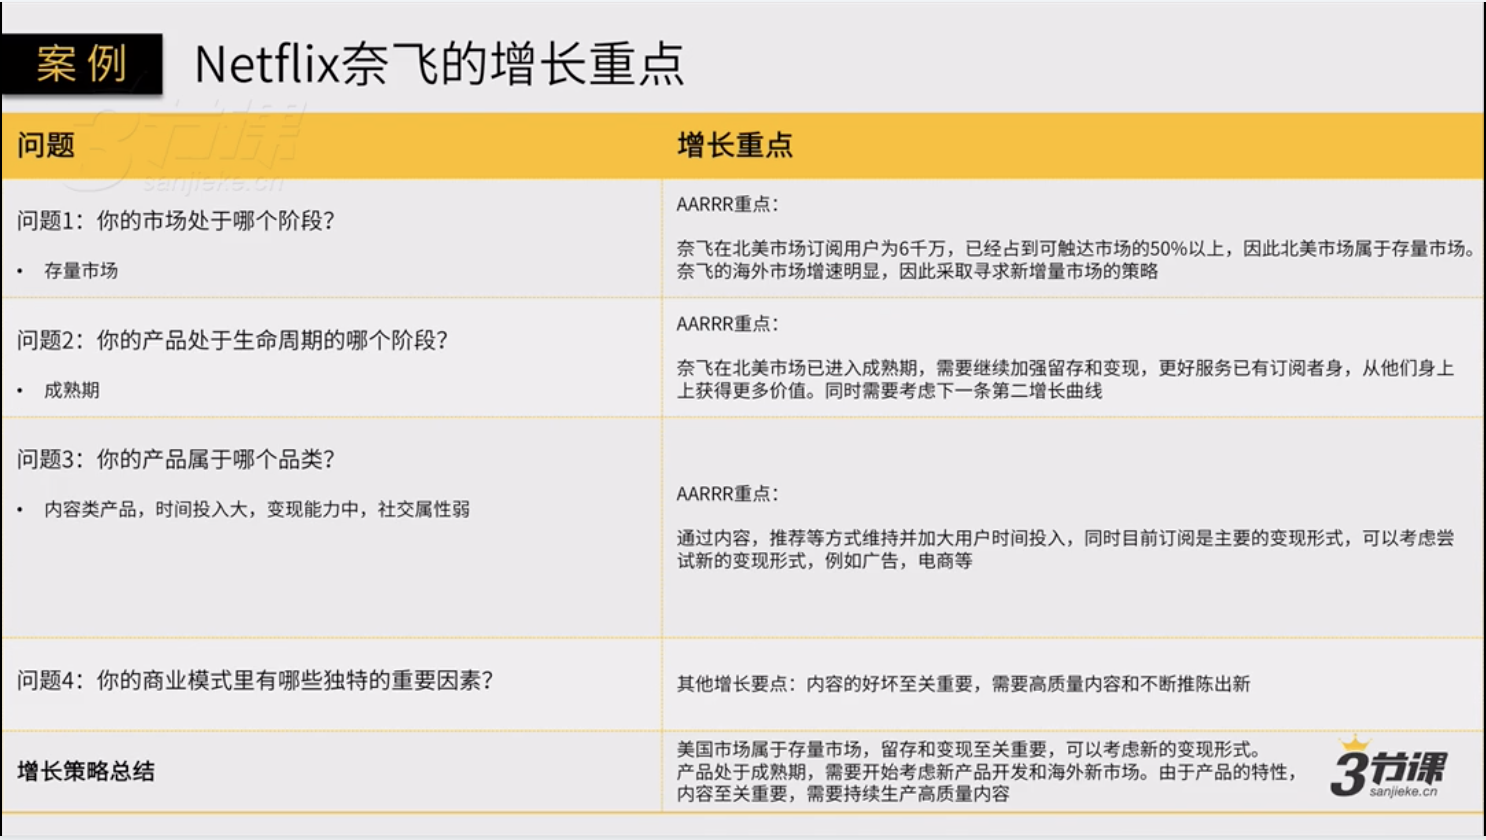 案例
Netflix奈飞的增长重点
问题
增长重点
3节课
sanjieke.cn
问题1：你的市场处于哪个阶段？
• 存量市场
AARRR重点：
奈飞在北美市场订阅用户为6千万，已经占到可触达市场的50%以上，因此北美市场属于存量市场。
奈飞的海外市场增速明显，因此采取寻求新增量市场的策略
问题2：你的产品处于生命周期的哪个阶段？
• 成熟期
AARRR重点：
奈飞在北美市场已进入成熟期，需要继续加强留存和变现，更好服务已有订阅者身，从他们身上
上获得更多价值。同时需要考虑下一条第二增长曲线
问题3：你的产品属于哪个品类？
• 内容类产品，时间投入大，变现能力中，社交属性弱
AARRR重点：
通过内容，推荐等方式维持并加大用户时间投入，同时目前订阅是主要的变现形式，可以考虑尝
试新的变现形式，例如广告，电商等
问题4：你的商业模式里有哪些独特的重要因素？
其他增长要点：内容的好坏至关重要，需要高质量内容和不断推陈出新
增长策略总结
美国市场属于存量市场，留存和变现至关重要，可以考虑新的变现形式。
产品处于成熟期，需要开始考虑新产品开发和海外新市场。由于产品的特性，
内容至关重要，需要持续生产高质量内容
3节课
sanjieke.cn